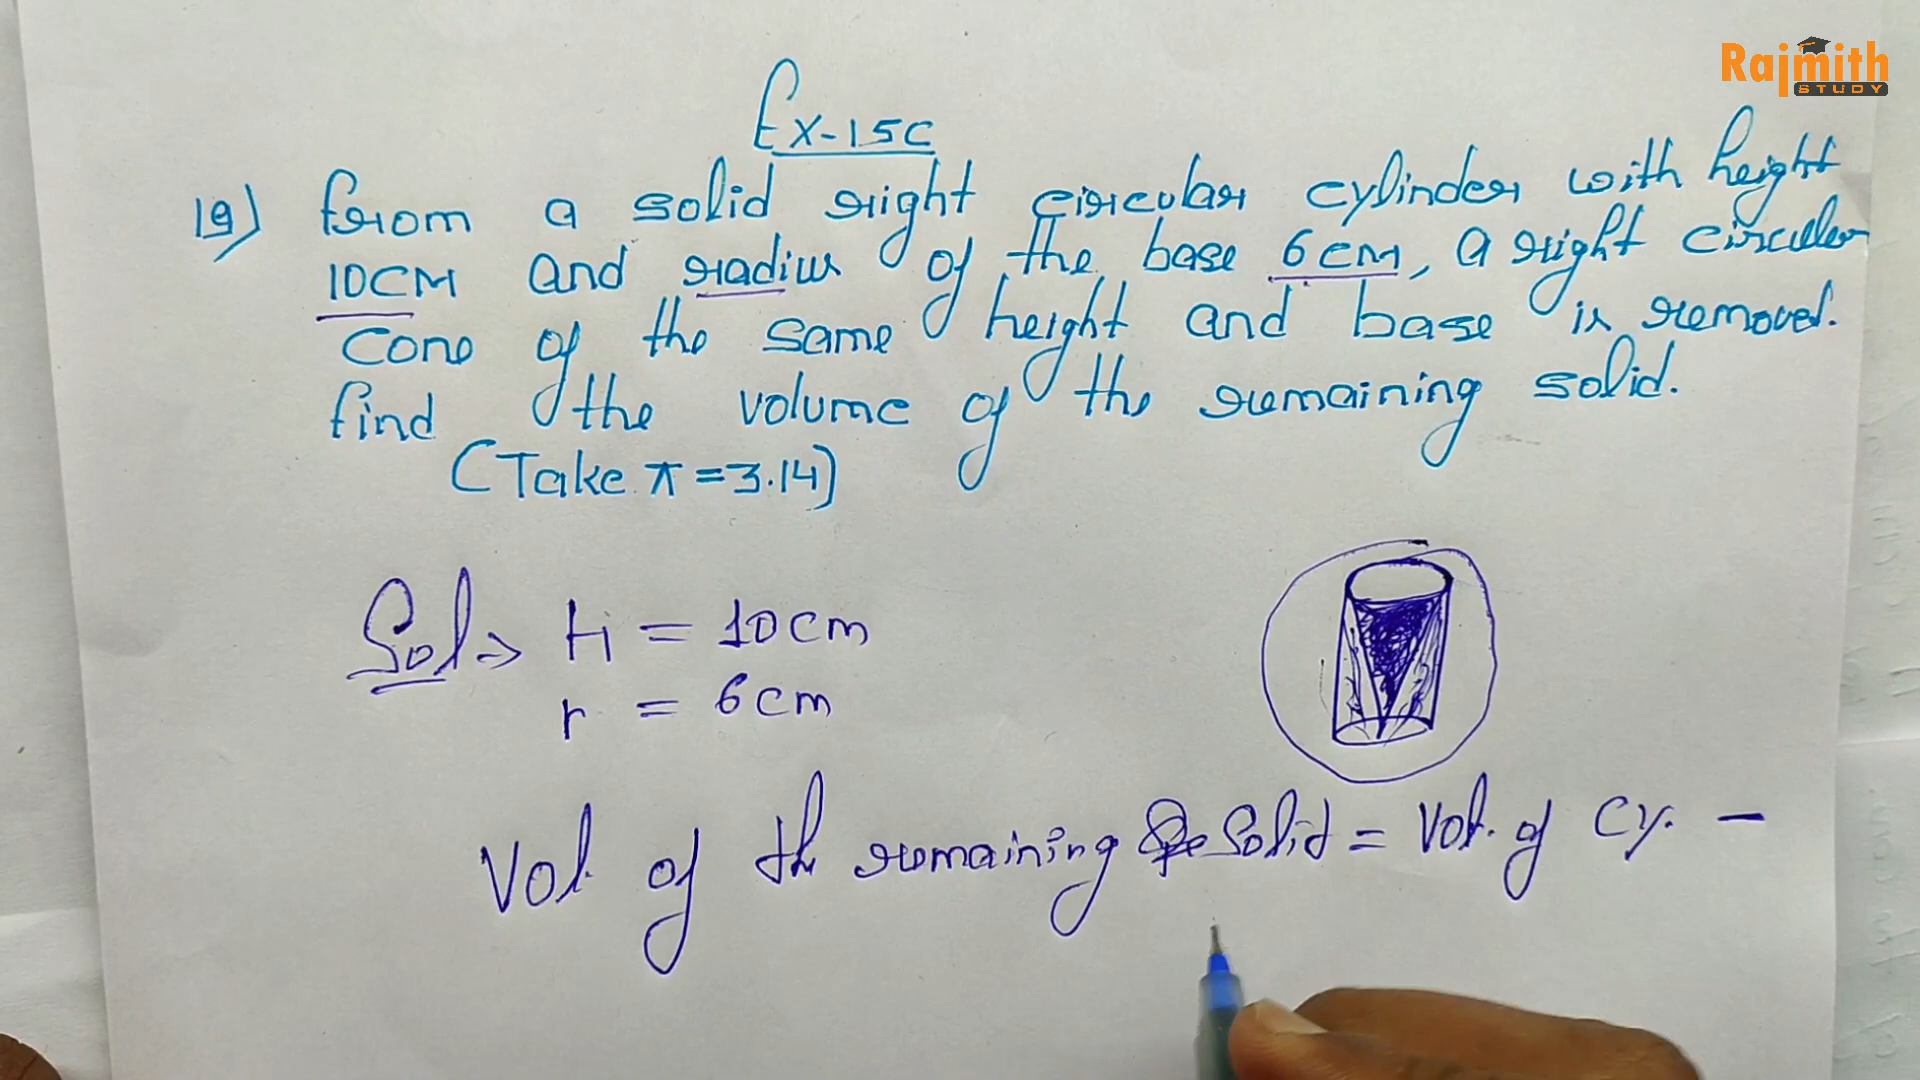 Rajmith
STUDY
Ex-15C
19) from a solid right circular cylinder with height
10CM and radius of the base 6cm, a right circular
cone of the same height and base is removed.
find the volume of the remaining solid.
(Take π=3.14)
Sol⇒ H = 10cm
r = 6cm
Vol. of th remaining Solid = Vol. of Cy. -